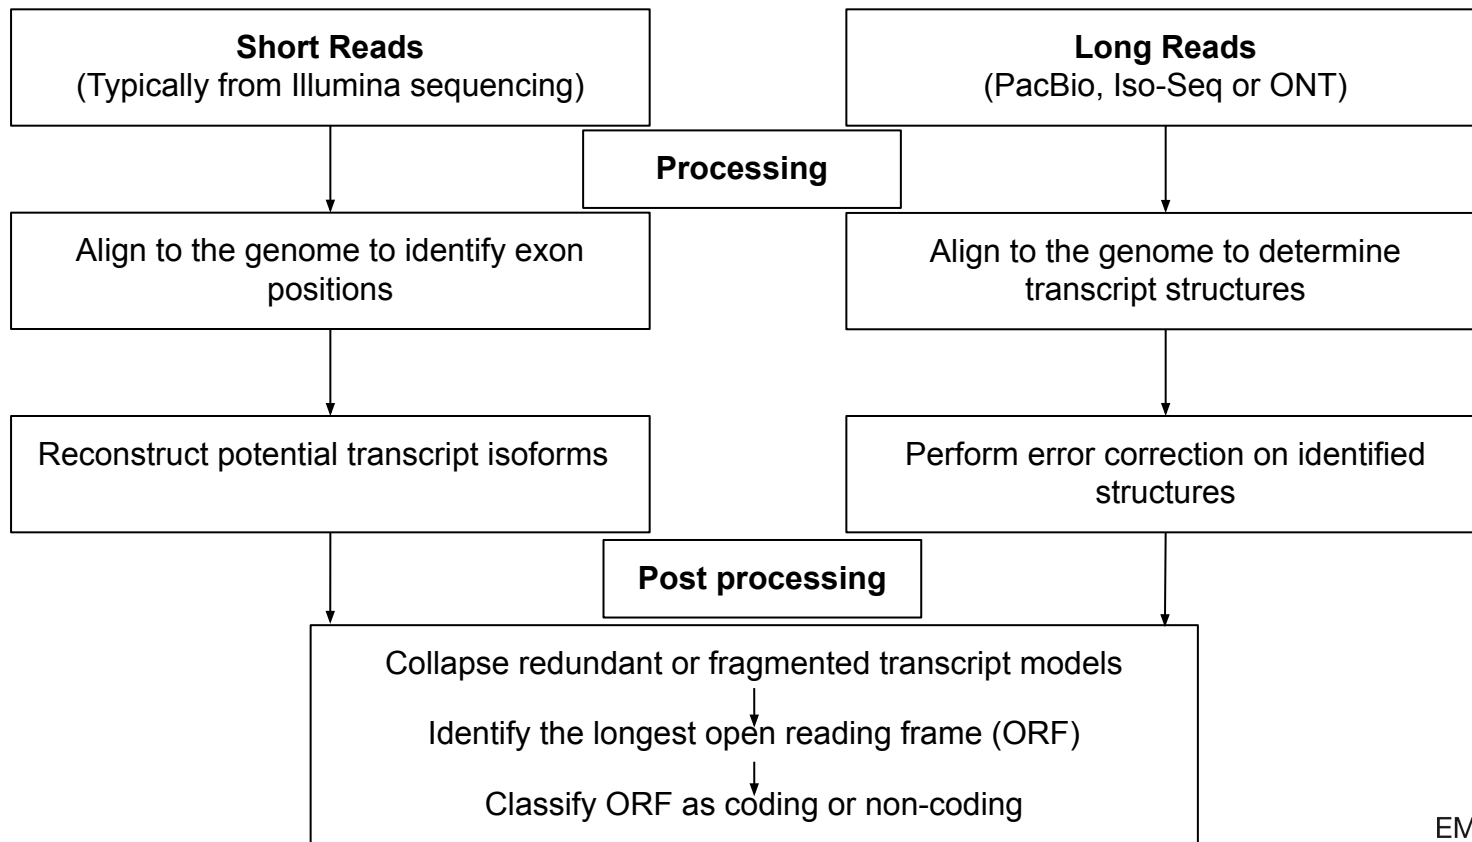 Short Reads
(Typically from Illumina sequencing)
Long Reads
(PacBio, Iso-Seq or ONT)
Processing
Align to the genome to identify exon
positions
Align to the genome to determine
transcript structures
Reconstruct potential transcript isoforms
Perform error correction on identified
structures
Post processing
Collapse redundant or fragmented transcript models
Identify the longest open reading frame (ORF)
Classify ORF as coding or non-coding
EM